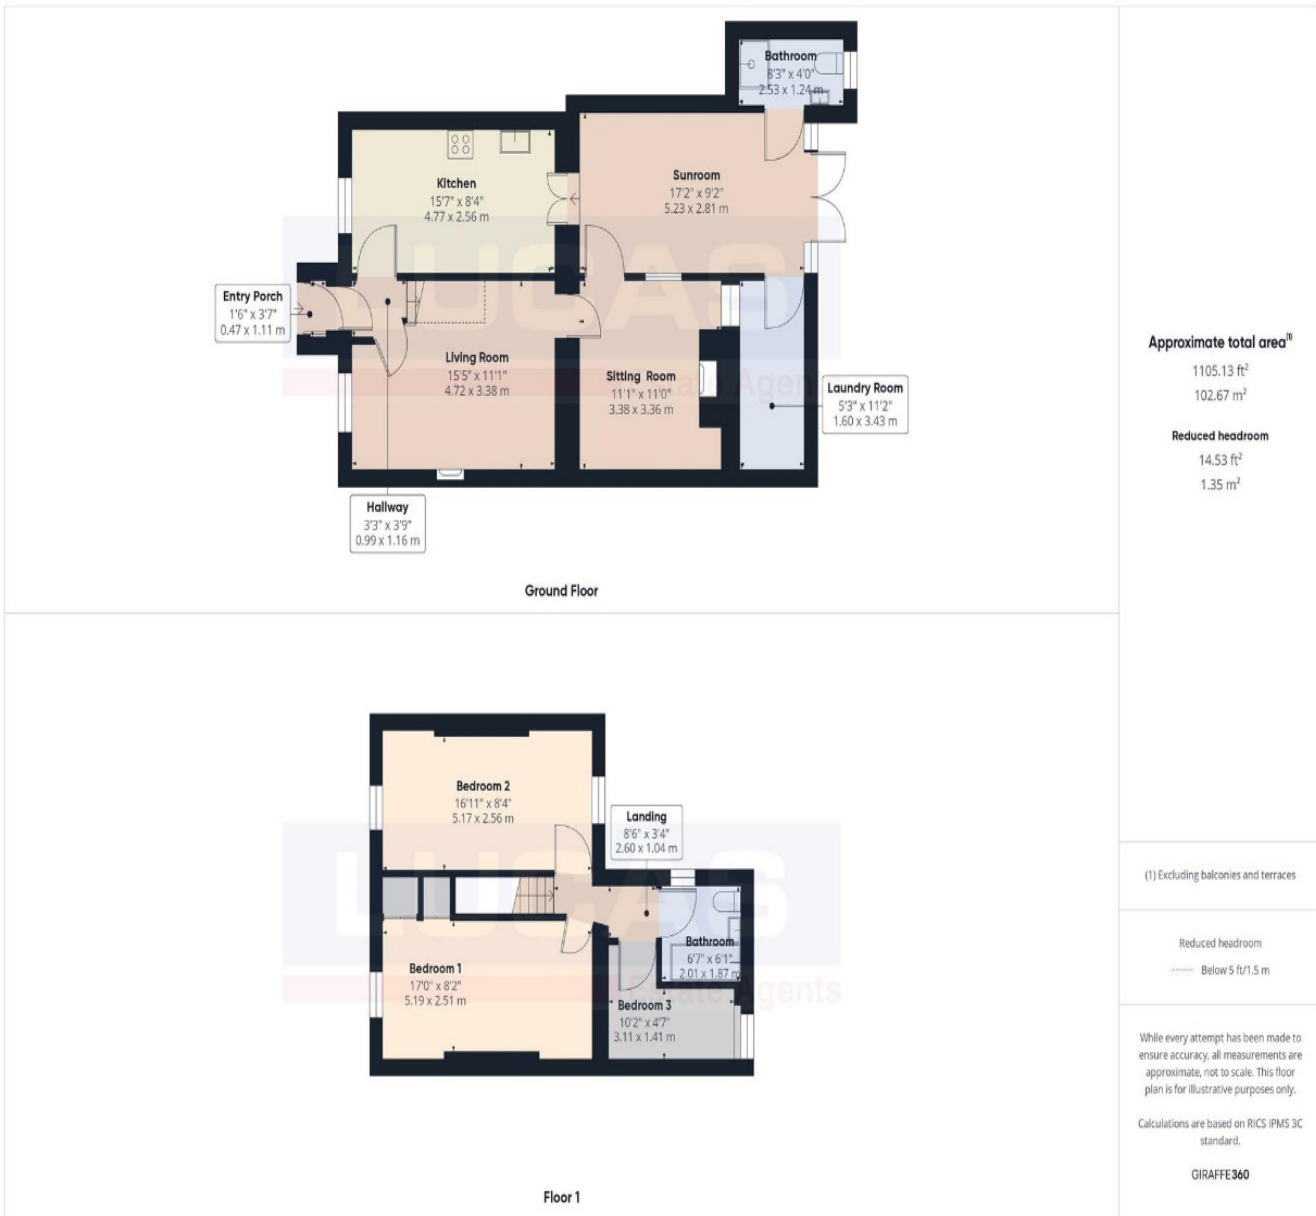 Bathroom
8'3" x 4'0"
2.53 x 1.24 m
Kitchen
15'7" x 8'4"
4.77 x 2.56 m
Sunroom
17'2" x 9'2"
5.23 x 2.81 m
Entry Porch
1'6" x 3'7"
0.47 x 1.11 m
Living Room
15'5" x 11'1"
4.72 x 3.38 m
Sitting Room
11'1" x 11'0"
3.38 x 3.36 m
Laundry Room
5'3" x 11'2"
1.60 x 3.43 m
Hallway
3'3" x 3'9"
0.99 x 1.16 m
LUCAS
Estate Agents
Ground Floor
Bedroom 2
16'11" x 8'4"
5.17 x 2.56 m
Landing
8'6" x 3'4"
2.60 x 1.04 m
Bathroom
6'7" x 6'1"
2.01 x 1.87 m
Bedroom 1
17'0" x 8'2"
5.19 x 2.51 m
Bedroom 3
10'2" x 4'7"
3.11 x 1.41 m
LUCAS
Estate Agents
Floor 1
Approximate total area(1)
1105.13 ft²
102.67 m²
Reduced headroom
14.53 ft²
1.35 m²
(1) Excluding balconies and terraces
Reduced headroom
Below 5 ft/1.5 m
While every attempt has been made to
ensure accuracy, all measurements are
approximate, not to scale. This floor
plan is for illustrative purposes only.
Calculations are based on RICS IPMS 3C
standard.
GIRAFFE360